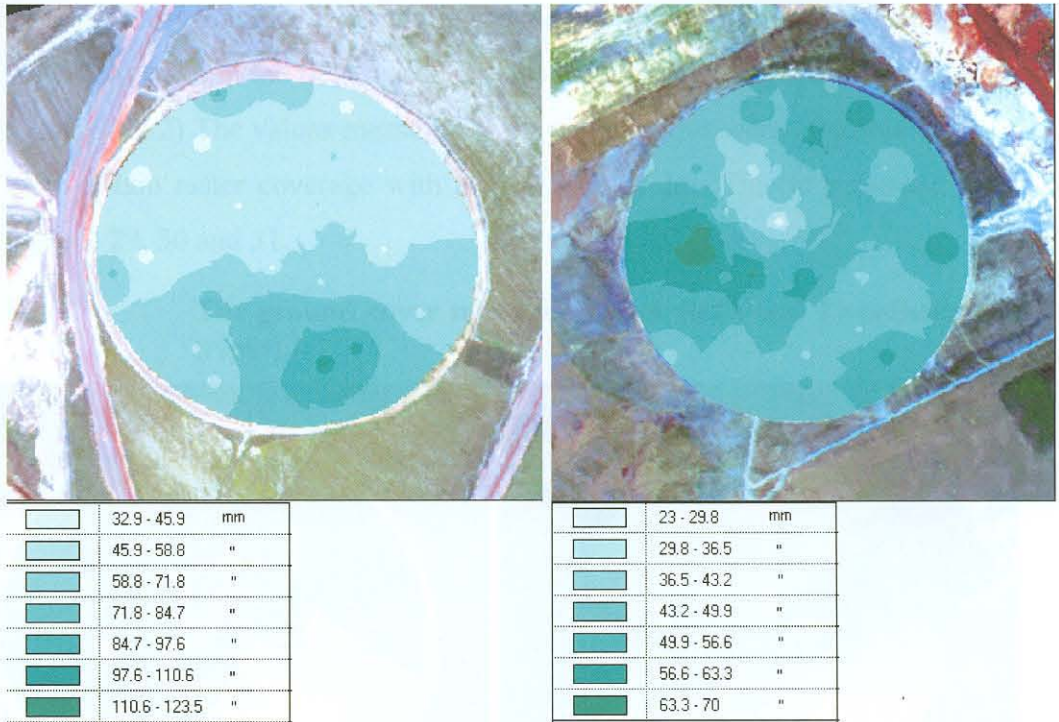 32.9 - 45.9 mm
45.9 - 58.8 "
58.8 - 71.8 "
71.8 - 84.7 "
84.7 - 97.6 "
97.6 - 110.6 "
110.6 - 123.5 "
23 - 29.8 mm
29.8 - 36.5 "
36.5 - 43.2 "
43.2 - 49.9 "
49.9 - 56.6 "
56.6 - 63.3 "
63.3 - 70 "